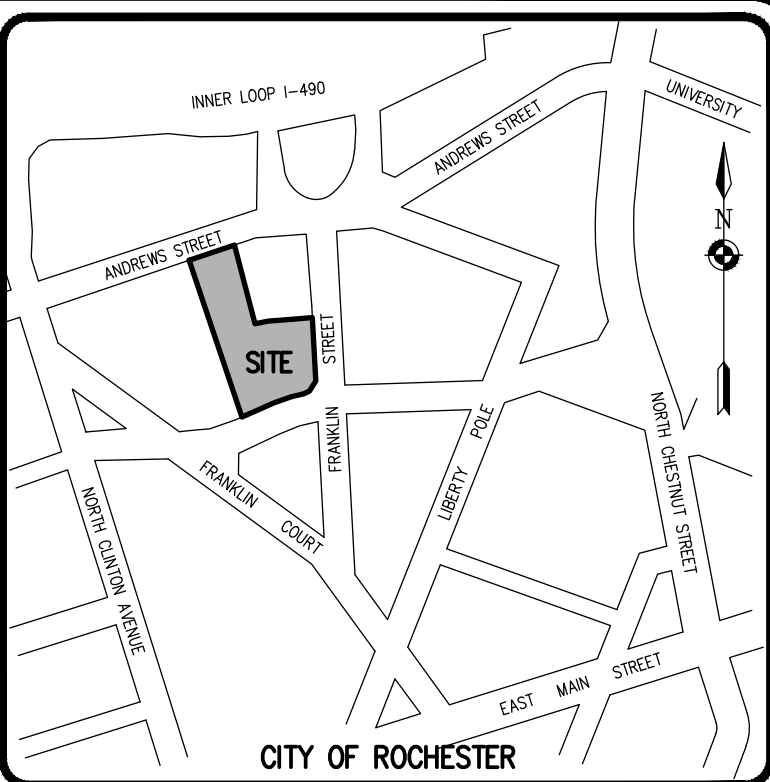 INNER LOOP I-490
UNIVERSITY
ANDREWS STREET
N
ANDREWS STREET
SITE
FRANKLIN STREET
LIBERTY POLE
NORTH CHESTNUT STREET
FRANKLIN COURT
NORTH CLINTON AVENUE
EAST MAIN STREET
CITY OF ROCHESTER